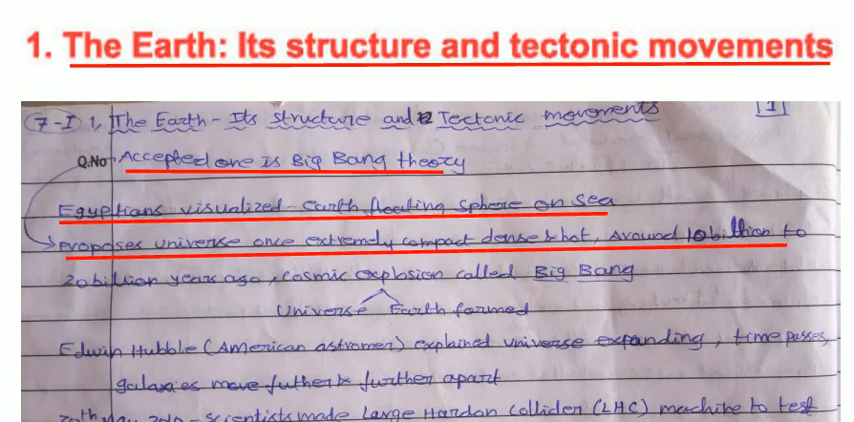 1. The Earth: Its structure and tectonic movements
7-I 1, The Earth - Its structure and Tectonic movements 1
Q.No Accepted one is Big Bang theory
Egyptians visualized - Earth floating sphere on sea
proposes universe once extremely compact dense & hot, Around 10 billion to
20 billion years ago, cosmic explosion called Big Bang
Universe Earth formed
Edwin Hubble (American astromer) explained universe expanding, time passes,
galaxies move futher & further apart
scientists made Large Hardon collider (LHC) machine to test